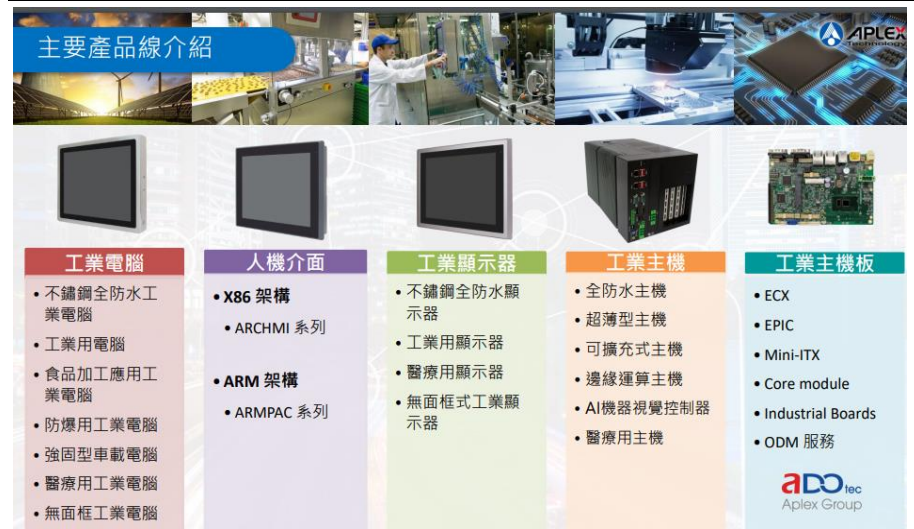 主要產品線介紹
APLEX
Technology
工業電腦
• 不鏽鋼全防水工
業電腦
• 工業用電腦
• 食品加工應用工
業電腦
• 防爆用工業電腦
• 強固型車載電腦
• 醫療用工業電腦
• 無面框工業電腦
人機介面
• X86 架構
• ARCHMI 系列
• ARM 架構
• ARMPAC 系列
工業顯示器
• 不鏽鋼全防水顯
示器
• 工業用顯示器
• 醫療用顯示器
• 無面框式工業顯
示器
工業主機
• 全防水主機
• 超薄型主機
• 可擴充式主機
• 邊緣運算主機
• AI機器視覺控制器
• 醫療用主機
工業主機板
• ECX
• EPIC
• Mini-ITX
• Core module
• Industrial Boards
• ODM 服務
aDOtec
Aplex Group